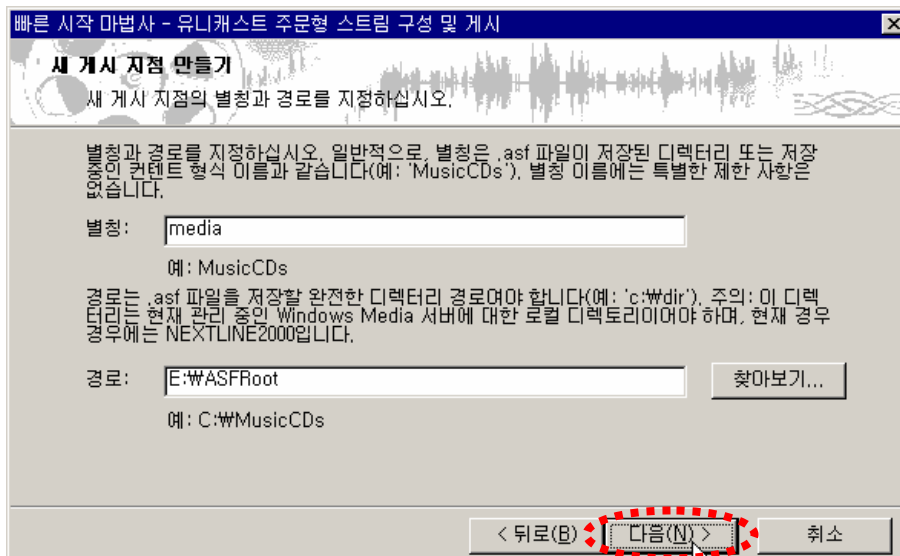 빠른 시작 마법사 - 유니캐스트 주문형 스트림 구성 및 게시
새 게시 지점 만들기
새 게시 지점의 별칭과 경로를 지정하십시오.
별칭과 경로를 지정하십시오. 일반적으로, 별칭은 .asf 파일이 저장된 디렉터리 또는 저장
중인 컨텐트 형식 이름과 같습니다(예: 'MusicCDs'). 별칭 이름에는 특별한 제한 사항은
없습니다.
별칭: media
예: MusicCDs
경로는 .asf 파일을 저장할 완전한 디렉터리 경로여야 합니다(예: 'c:₩dir'). 주의: 이 디렉
터리는 현재 관리 중인 Windows Media 서버에 대한 로컬 디렉토리이어야 하며, 현재 경우
경우에는 NEXTLINE2000입니다.
경로: E:₩ASFRoot 찾아보기...
예: C:₩MusicCDs
< 뒤로(B) 다음(N) > 취소